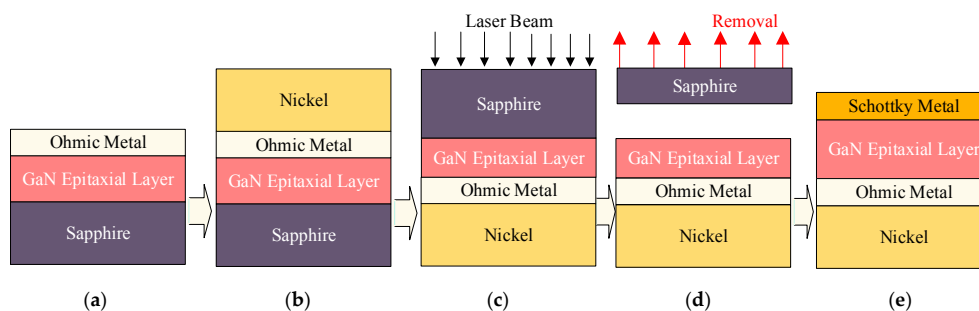 Laser Beam
Removal
Ohmic Metal
GaN Epitaxial Layer
Sapphire
Nickel
Ohmic Metal
GaN Epitaxial Layer
Sapphire
Sapphire
GaN Epitaxial Layer
Ohmic Metal
Nickel
Sapphire
GaN Epitaxial Layer
Ohmic Metal
Nickel
Schottky Metal
GaN Epitaxial Layer
Ohmic Metal
Nickel
(a)
(b)
(c)
(d)
(e)